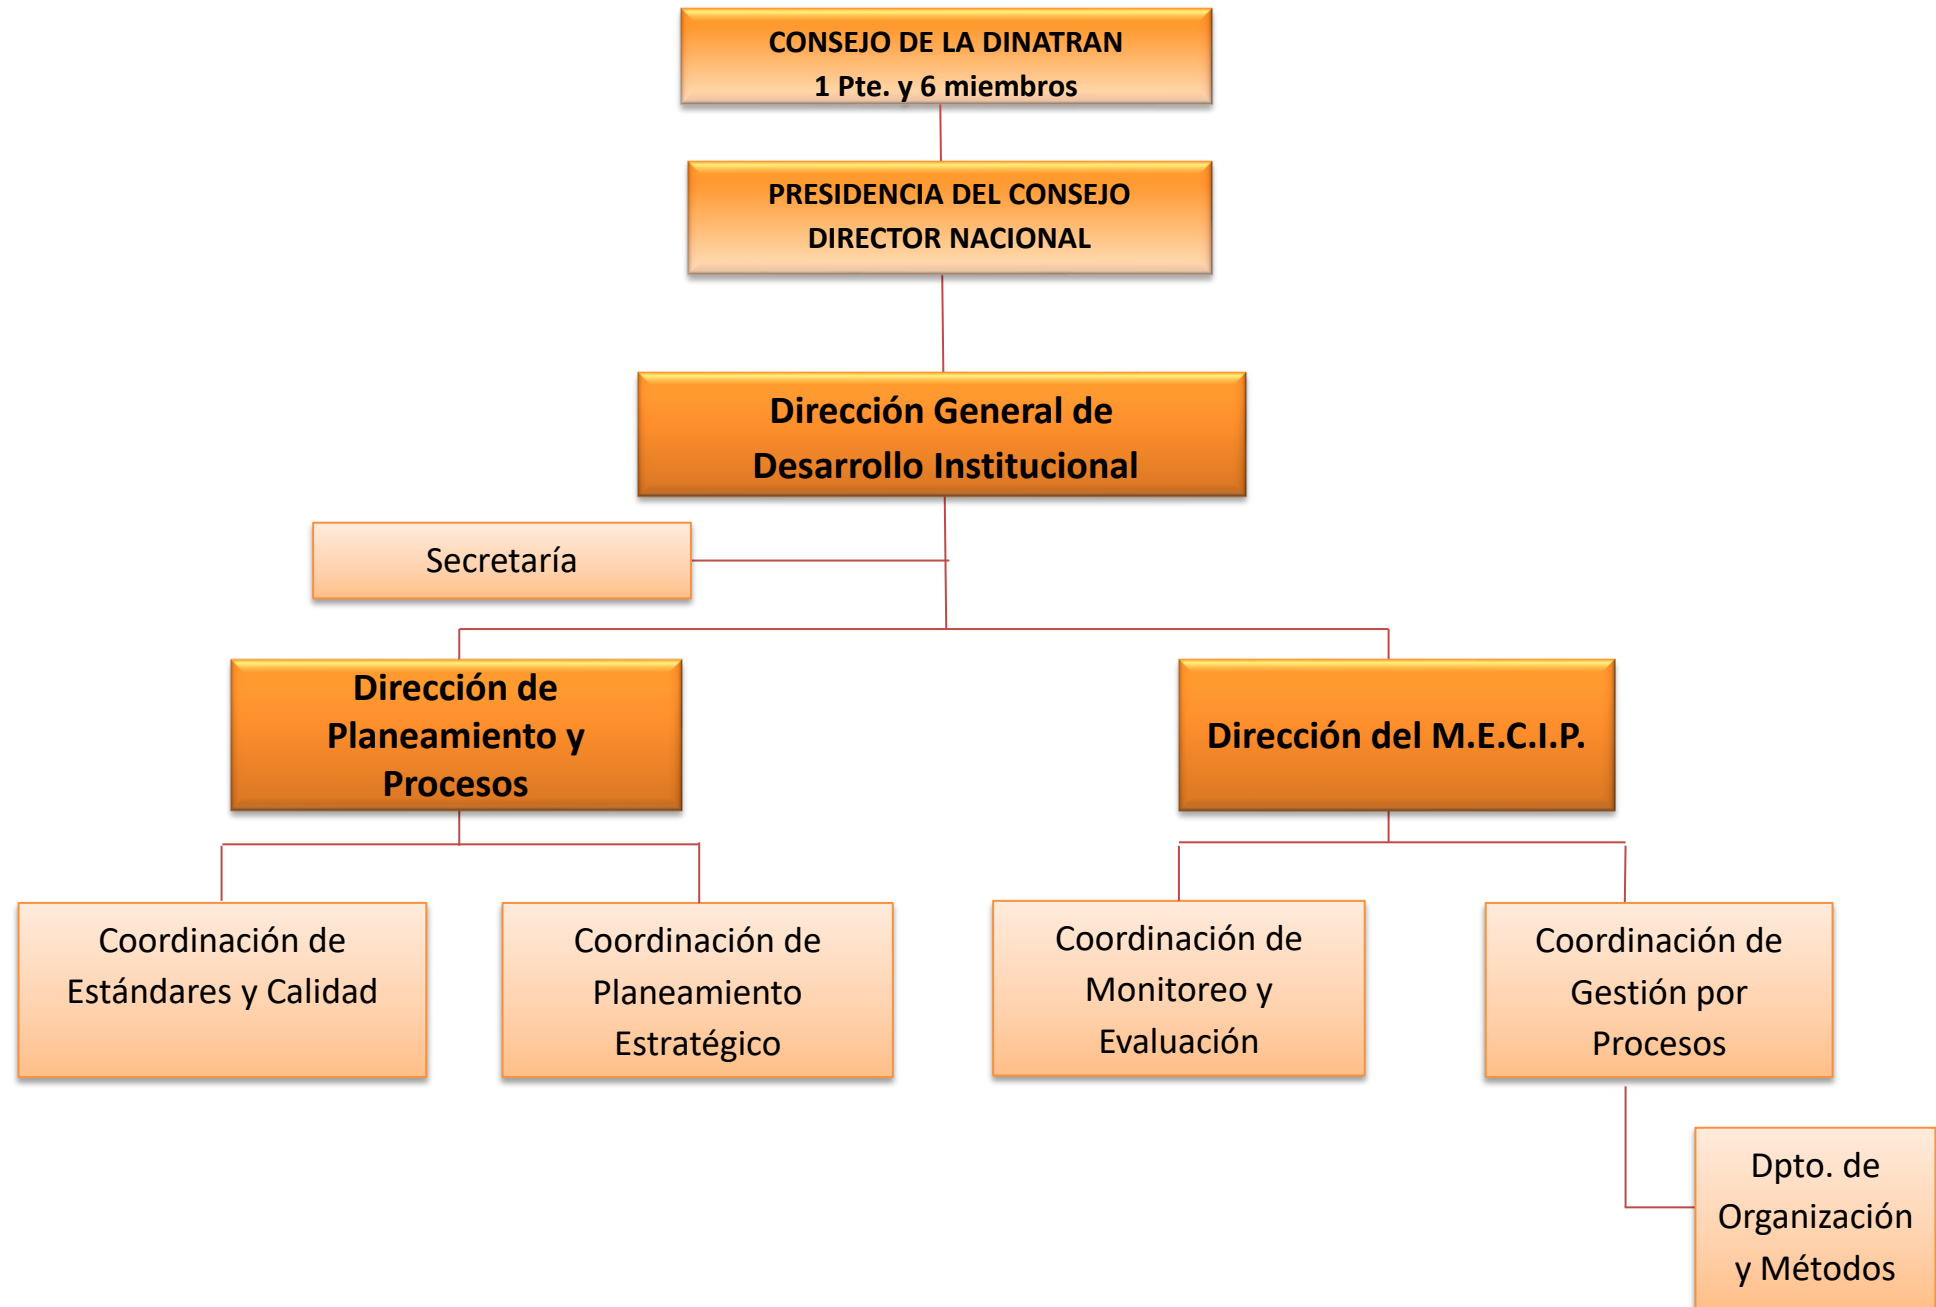 CONSEJO DE LA DINATRAN
1 Pte. y 6 miembros
PRESIDENCIA DEL CONSEJO
DIRECTOR NACIONAL
Dirección General de
Desarrollo Institucional
Secretaría
Dirección de
Planeamiento y
Procesos
Dirección del M.E.C.I.P.
Coordinación de
Estándares y Calidad
Coordinación de
Planeamiento
Estratégico
Coordinación de
Monitoreo y
Evaluación
Coordinación de
Gestión por
Procesos
Dpto. de
Organización
y Métodos